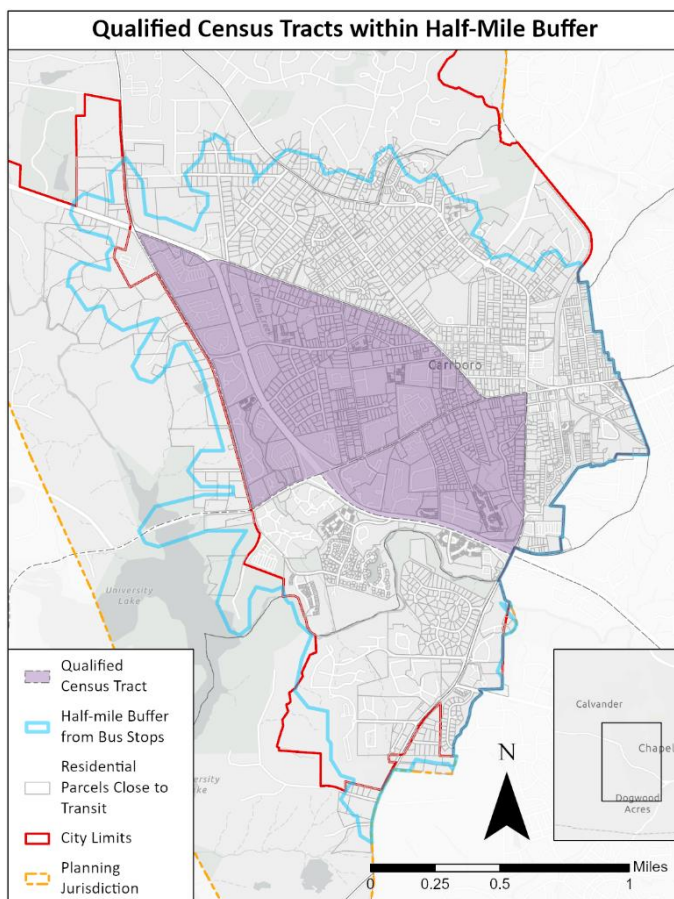 Qualified Census Tracts within Half-Mile Buffer
Carrboro
University
Lake
University
Lake
Qualified
Census Tract
Half-mile Buffer
from Bus Stops
Residential
Parcels Close to
Transit
City Limits
Planning
Jurisdiction
N
Miles
0 0.25 0.5 1
Calvander
Chapel
Dogwood
Acres